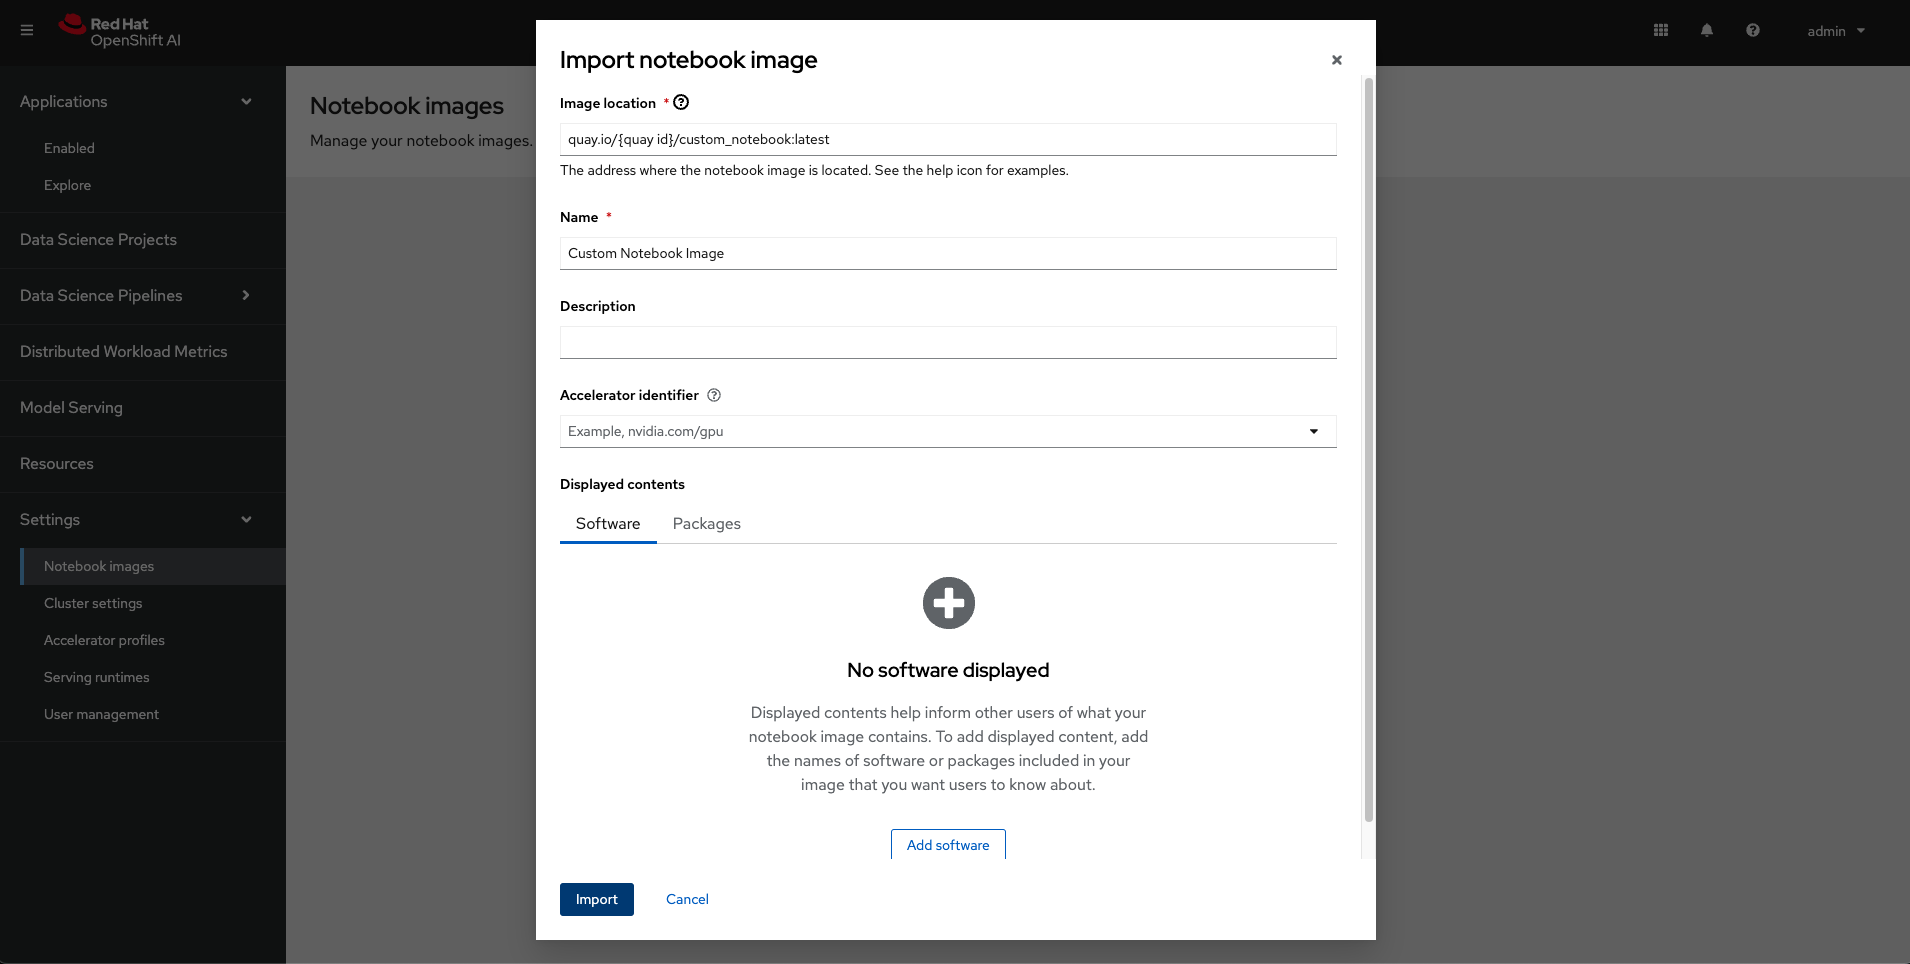 Red Hat
OpenShift AI
admin
Applications
Enabled
Explore
Data Science Projects
Data Science Pipelines
Distributed Workload Metrics
Model Serving
Resources
Settings
Notebook images
Cluster settings
Accelerator profiles
Serving runtimes
User management
Notebook images
Manage your notebook images.
Import notebook image
Image location *
quay.io/{quay id}/custom_notebook:latest
The address where the notebook image is located. See the help icon for examples.
Name *
Custom Notebook Image
Description
Accelerator identifier
Example, nvidia.com/gpu
Displayed contents
Software Packages
No software displayed
Displayed contents help inform other users of what your
notebook image contains. To add displayed content, add
the names of software or packages included in your
image that you want users to know about.
Add software
Import Cancel